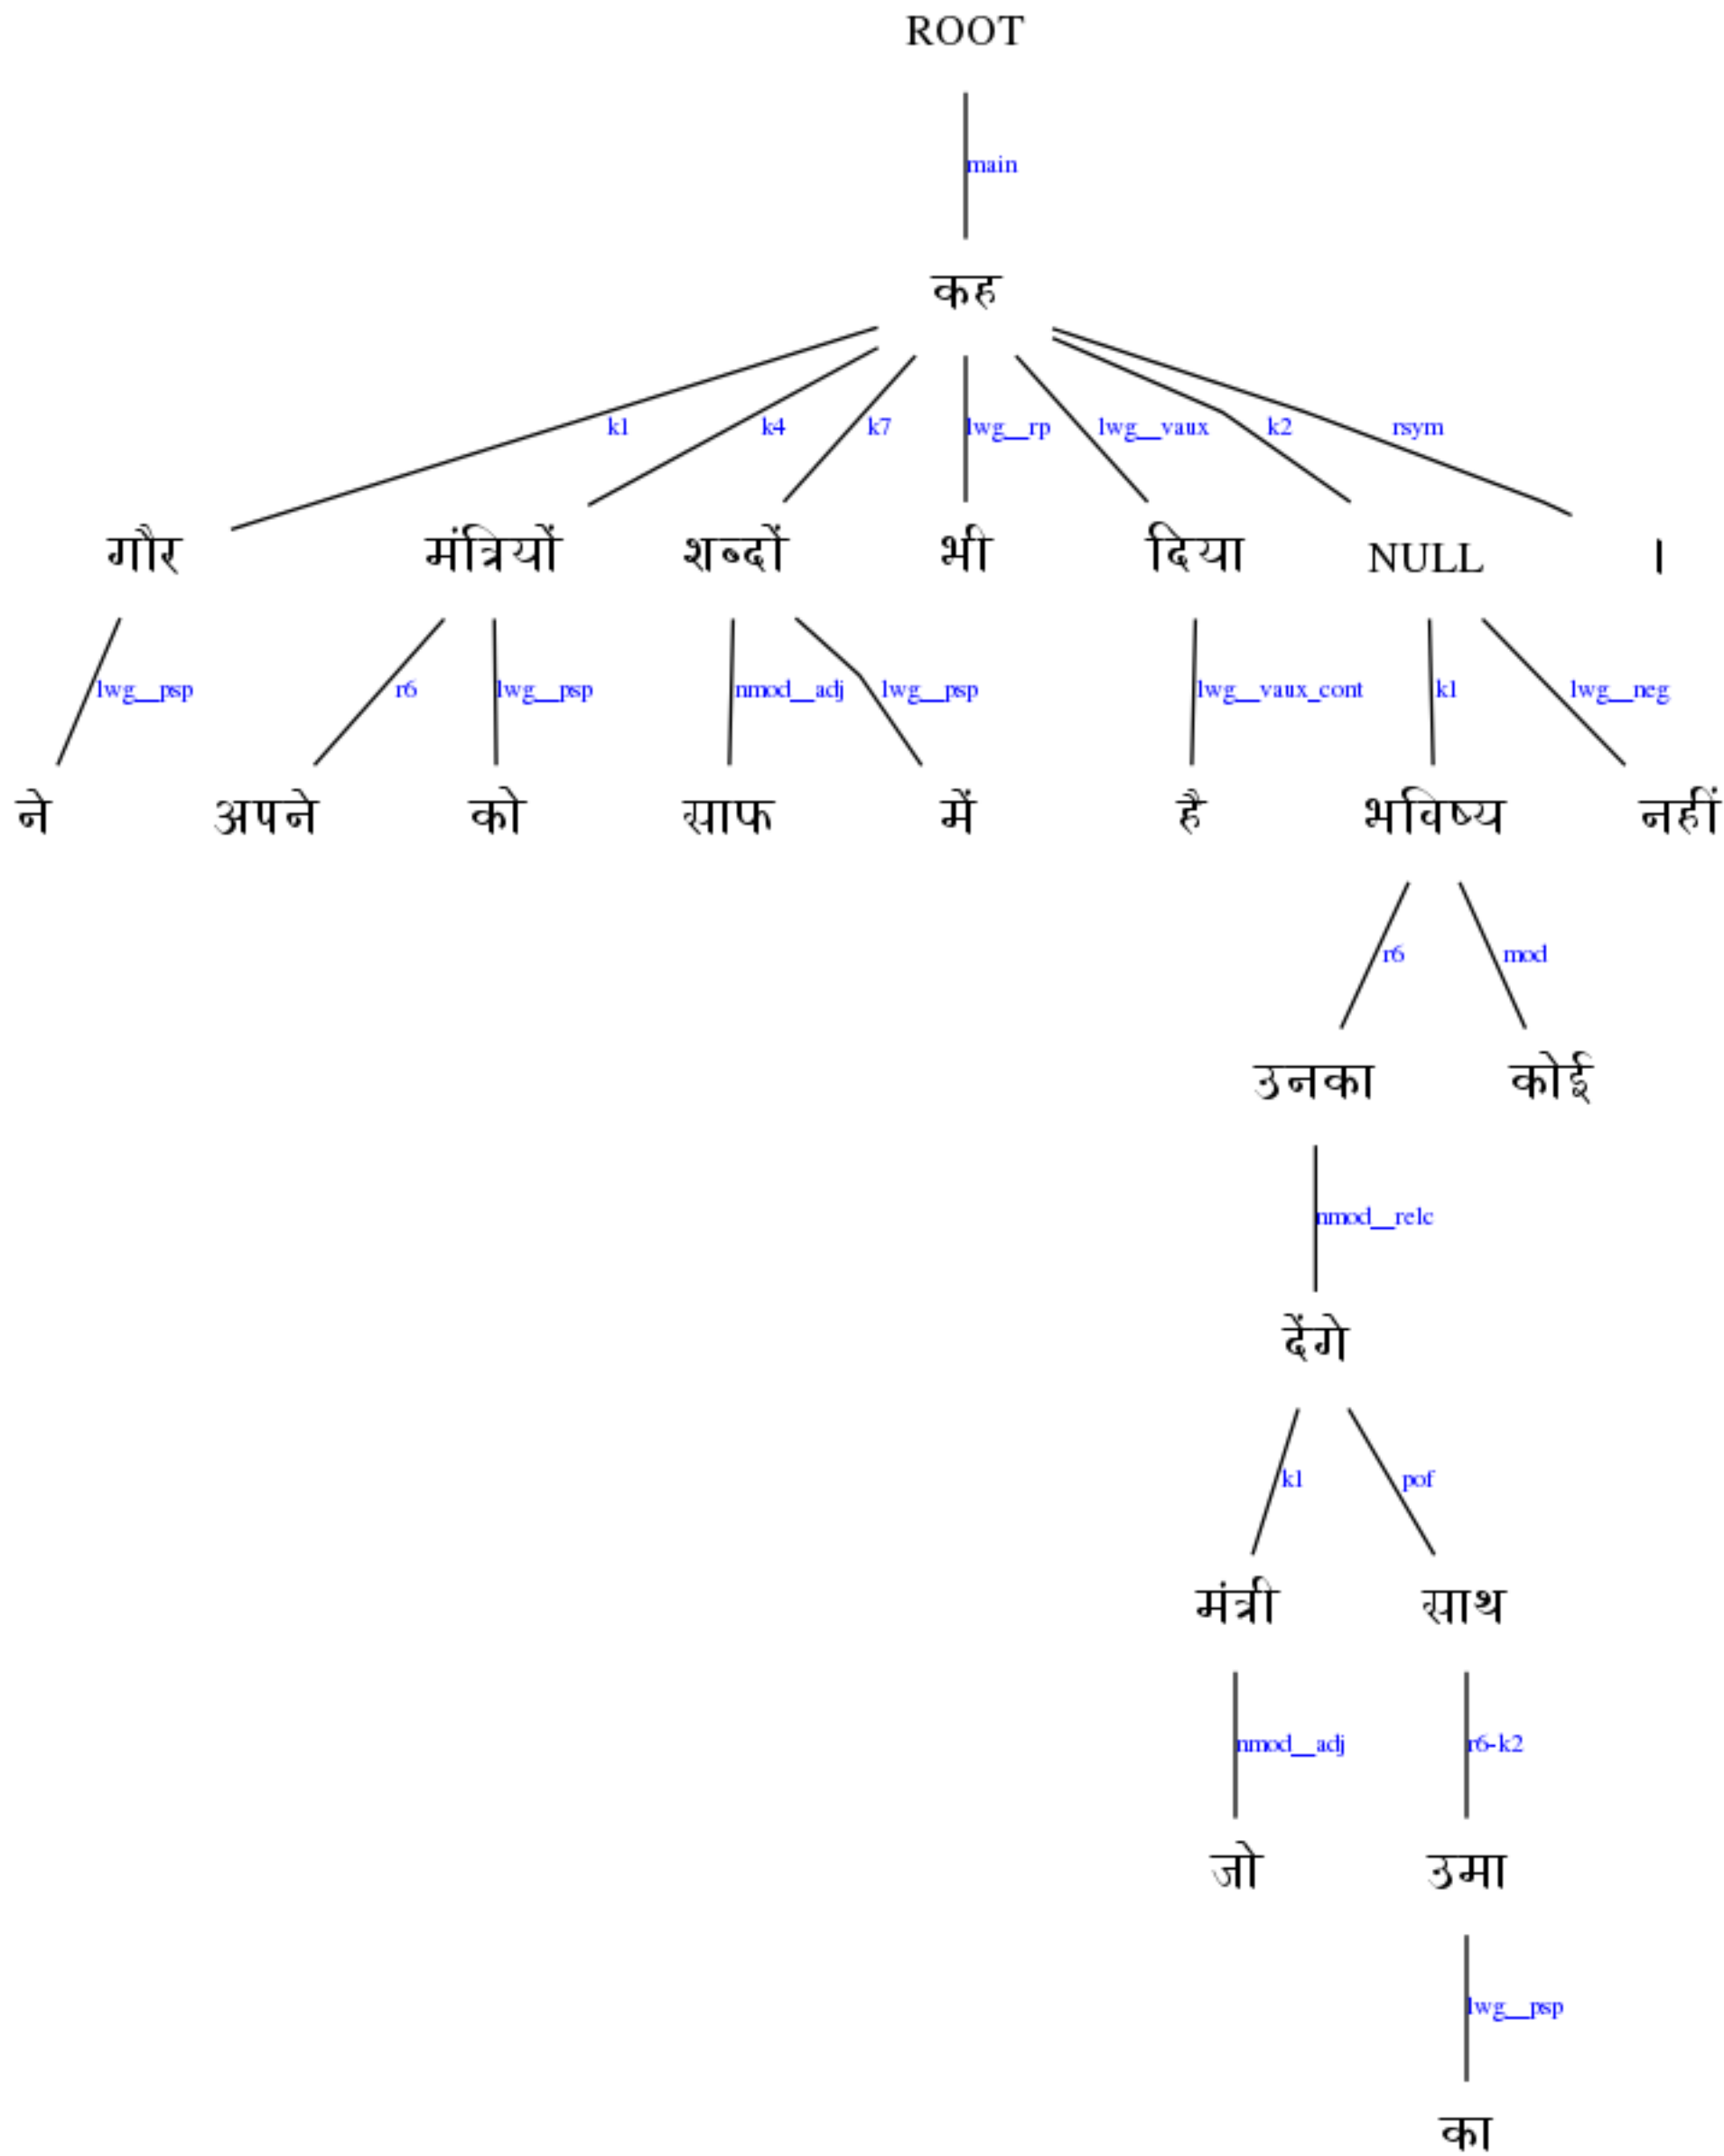 ROOT
main
कह
k1 k4 k7 lwg__rp lwg__vaux k2 rsym
गौर मंत्रियों शब्दों भी दिया NULL ।
lwg__psp r6 lwg__psp nmod__adj lwg__psp lwg__vaux_cont k1 lwg__neg
ने अपने को साफ में है भविष्य नहीं
r6 mod
उनका कोई
nmod__relc
देंगे
k1 pof
मंत्री साथ
nmod__adj r6-k2
जो उमा
lwg__psp
का